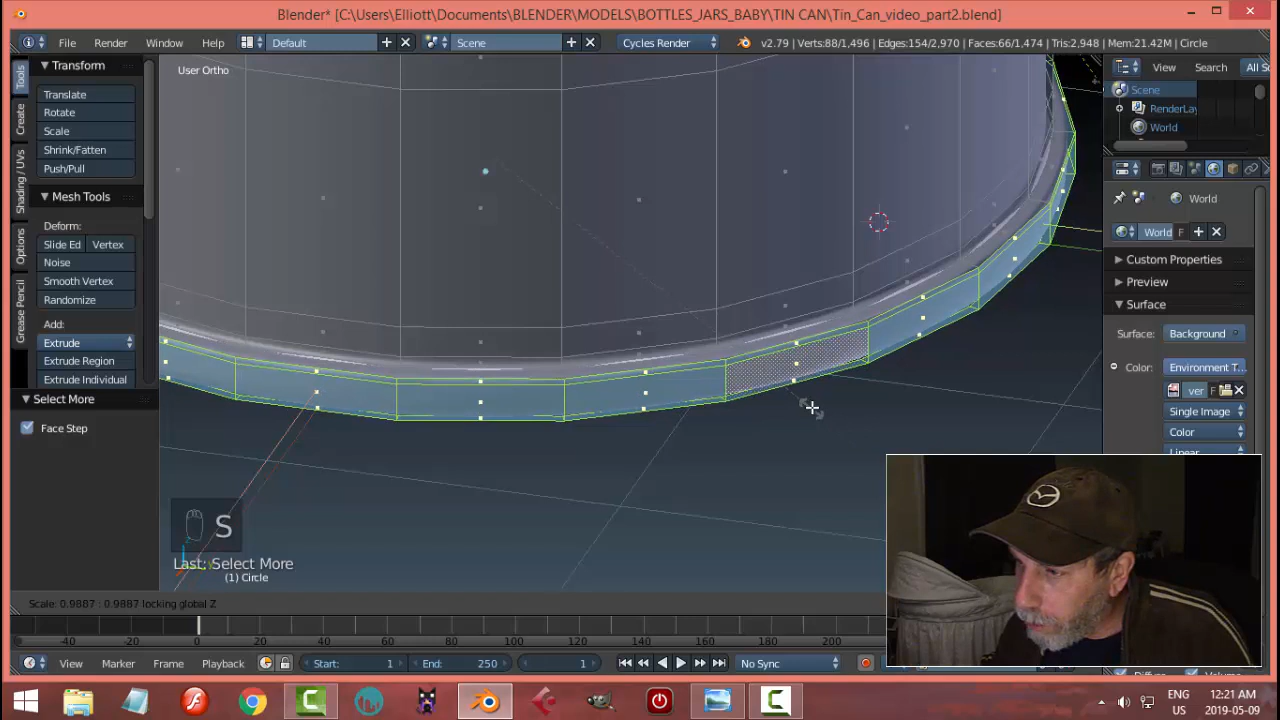 Blender* [C:\Users\Elliott\Documents\BLENDER\MODELS\BOTTLES_JARS_BABY\TIN CAN\Tin_Can_video_part2.blend]
File Render Window Help Default Scene Cycles Render v2.79 | Verts:88/1,496 | Edges:154/2,970 | Faces:66/1,474 | Tris:2,948 | Mem:21.42M | Circle
Tools
Create
Shading / UVs
Options
Grease Pencil
Transform
Translate
Rotate
Scale
Shrink/Fatten
Push/Pull
Mesh Tools
Deform:
Slide Ed Vertex
Noise
Smooth Vertex
Randomize
Add:
Extrude
Extrude Region
Extrude Individual
Select More
Face Step
User Ortho
S
Last: Select More
(1) Circle
View Search All S
Scene
RenderLay
World
World
World F
Custom Properties
Preview
Surface
Surface: Background
Color: Environment T...
ver F
Single Image
Color
Linear
Scale: 0.9887 : 0.9887 locking global Z
-40 -20 0 20 40 60 80 100 120 140 160 180 200
View Marker Frame Playback Start: 1 End: 250 1 No Sync
ENG
12:21 AM
2019-05-09